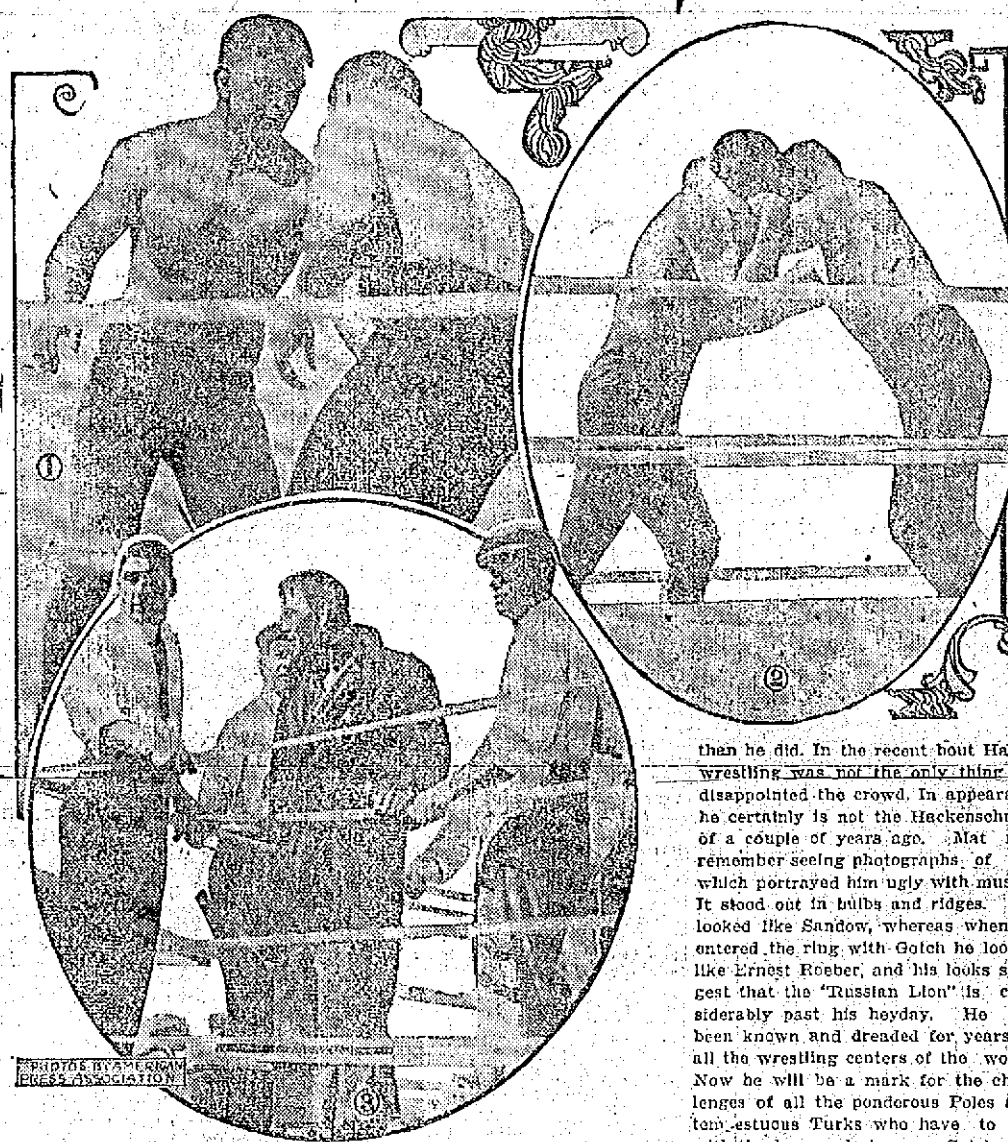 ①
②
③
PHOTOS BY AMERICAN
PRESS ASSOCIATION
than he did. In the recent bout Ha
wrestling was not the only thing
disappointed the crowd. In appeara
he certainly is not the Hackensch
of a couple of years ago. Mat
remember seeing photographs of
which portrayed him ugly with mus
It stood out in bulbs and ridges.
looked like Sandow, whereas when
entered the ring with Gotch he loo
like Ernest Roeber, and his looks s
gest that the "Russian Lion" is c
siderably past his heyday. He
been known and dreaded for years
all the wrestling centers of the wo
Now he will be a mark for the ch
lenges of all the ponderous Poles
tempestuous Turks who have to